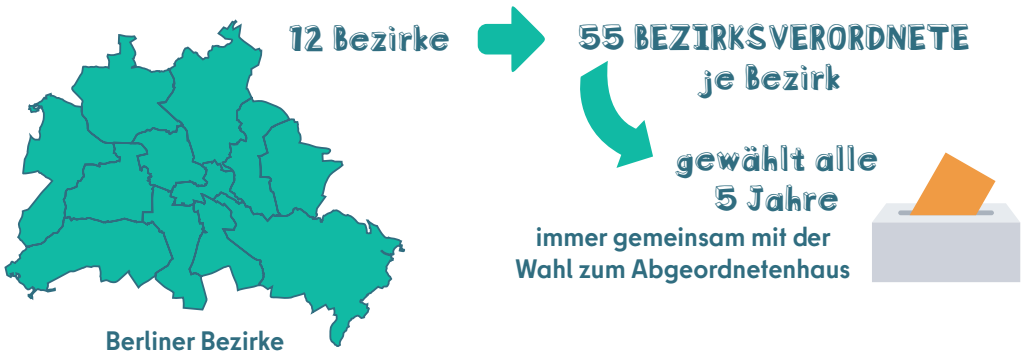 12 Bezirke
55 BEZIRKSVERORDNETE
je Bezirk
gewählt alle
5 Jahre
immer gemeinsam mit der
Wahl zum Abgeordnetenhaus
Berliner Bezirke